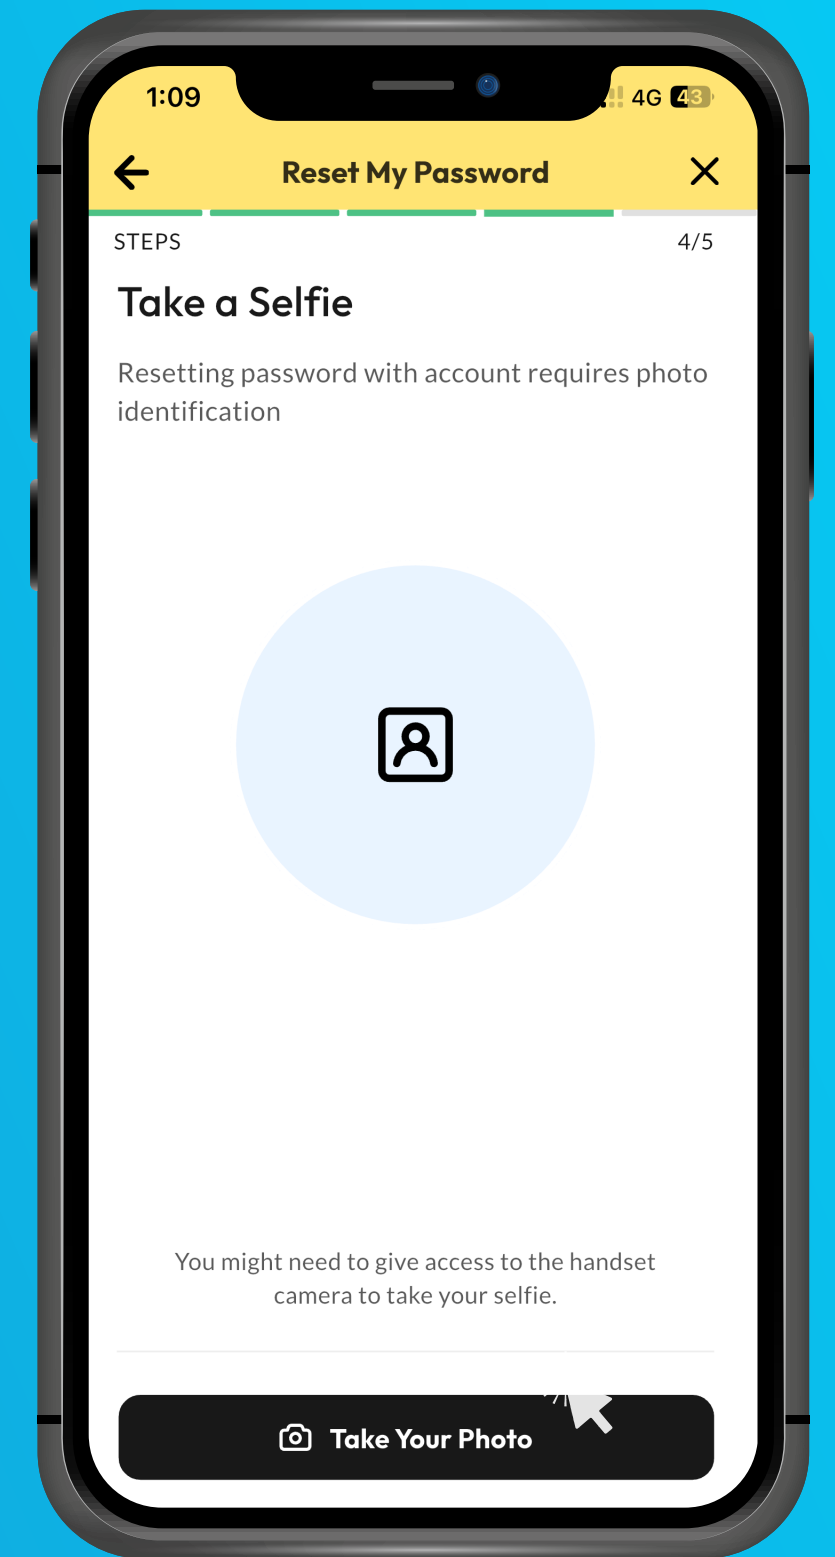 1:09
4G 43
Reset My Password
STEPS
4/5
Take a Selfie
Resetting password with account requires photo
identification
You might need to give access to the handset
camera to take your selfie.
Take Your Photo